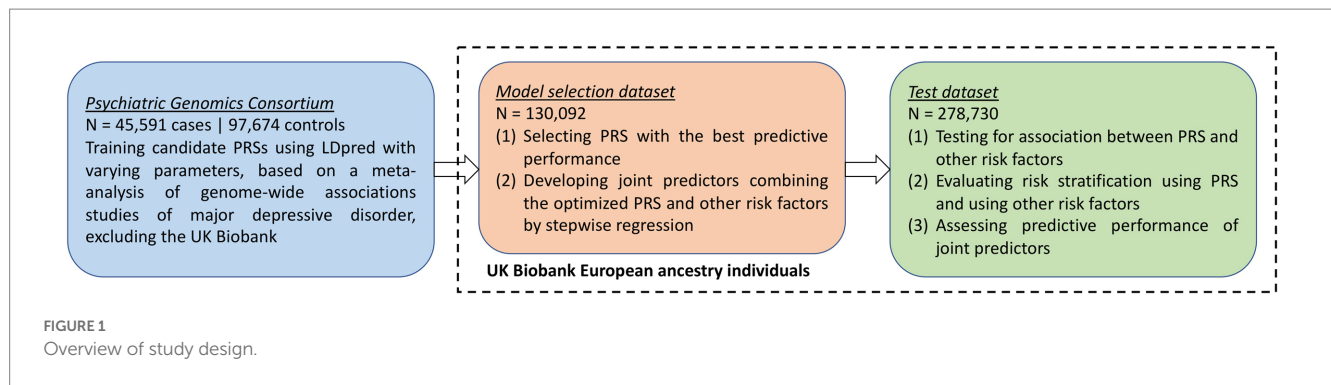 Psychiatric Genomics Consortium
N = 45,591 cases | 97,674 controls
Training candidate PRSs using LDpred with
varying parameters, based on a meta-
analysis of genome-wide associations
studies of major depressive disorder,
excluding the UK Biobank
Model selection dataset
N = 130,092
(1) Selecting PRS with the best predictive
performance
(2) Developing joint predictors combining
the optimized PRS and other risk factors
by stepwise regression
Test dataset
N = 278,730
(1) Testing for association between PRS and
other risk factors
(2) Evaluating risk stratification using PRS
and using other risk factors
(3) Assessing predictive performance of
joint predictors
UK Biobank European ancestry individuals
FIGURE 1
Overview of study design.